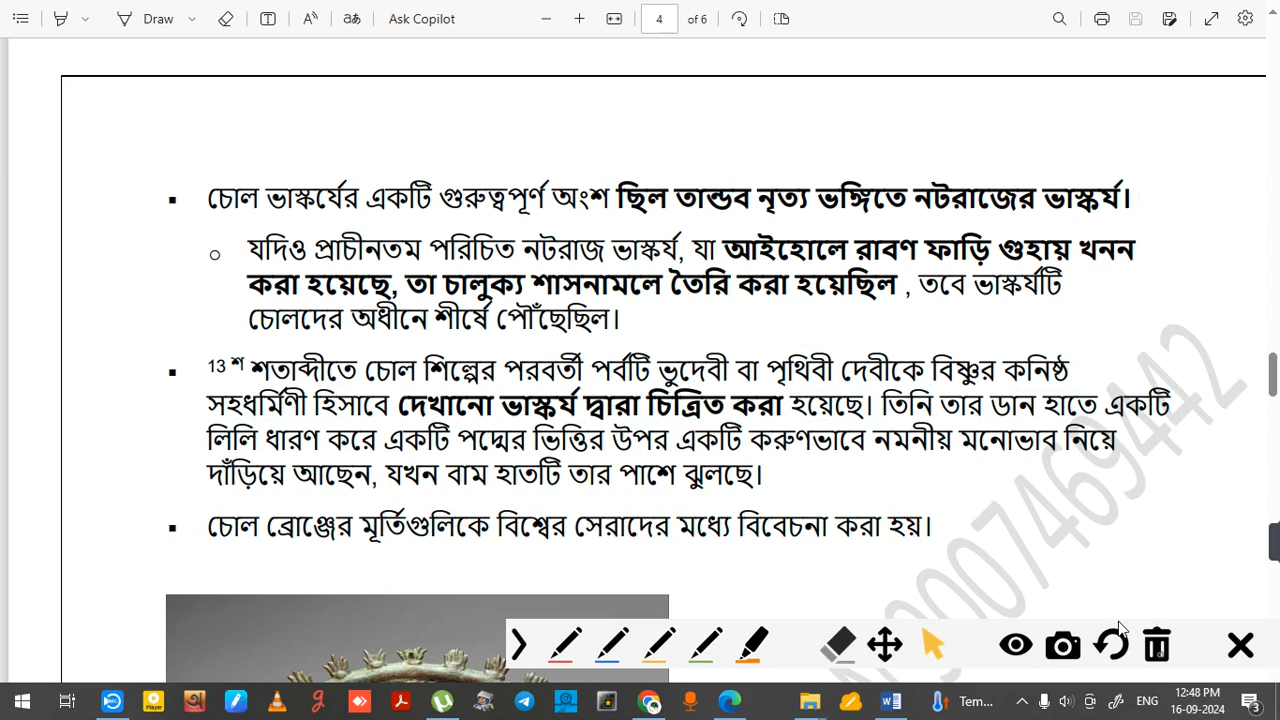 Draw
Ask Copilot
4
of 6
▪ চোল ভাস্কর্যের একটি গুরুত্বপূর্ণ অংশ ছিল তান্ডব নৃত্য ভঙ্গিতে নটরাজের ভাস্কর্য।
○ যদিও প্রাচীনতম পরিচিত নটরাজ ভাস্কর্য, যা আইহোলে রাবণ ফাড়ি গুহায় খনন
করা হয়েছে, তা চালুক্য শাসনামলে তৈরি করা হয়েছিল , তবে ভাস্কর্যটি
চোলদের অধীনে শীর্ষে পৌঁছেছিল।
▪ 13 শ শতাব্দীতে চোল শিল্পের পরবর্তী পর্বটি ভুদেবী বা পৃথিবী দেবীকে বিষ্ণুর কনিষ্ঠ
সহধর্মিণী হিসাবে দেখানো ভাস্কর্য দ্বারা চিত্রিত করা হয়েছে। তিনি তার ডান হাতে একটি
লিলি ধারণ করে একটি পদ্মের ভিত্তির উপর একটি করুণভাবে নমনীয় মনোভাব নিয়ে
দাঁড়িয়ে আছেন, যখন বাম হাতটি তার পাশে ঝুলছে।
▪ চোল ব্রোঞ্জের মূর্তিগুলিকে বিশ্বের সেরাদের মধ্যে বিবেচনা করা হয়।
Tem...
ENG
12:48 PM
16-09-2024
3